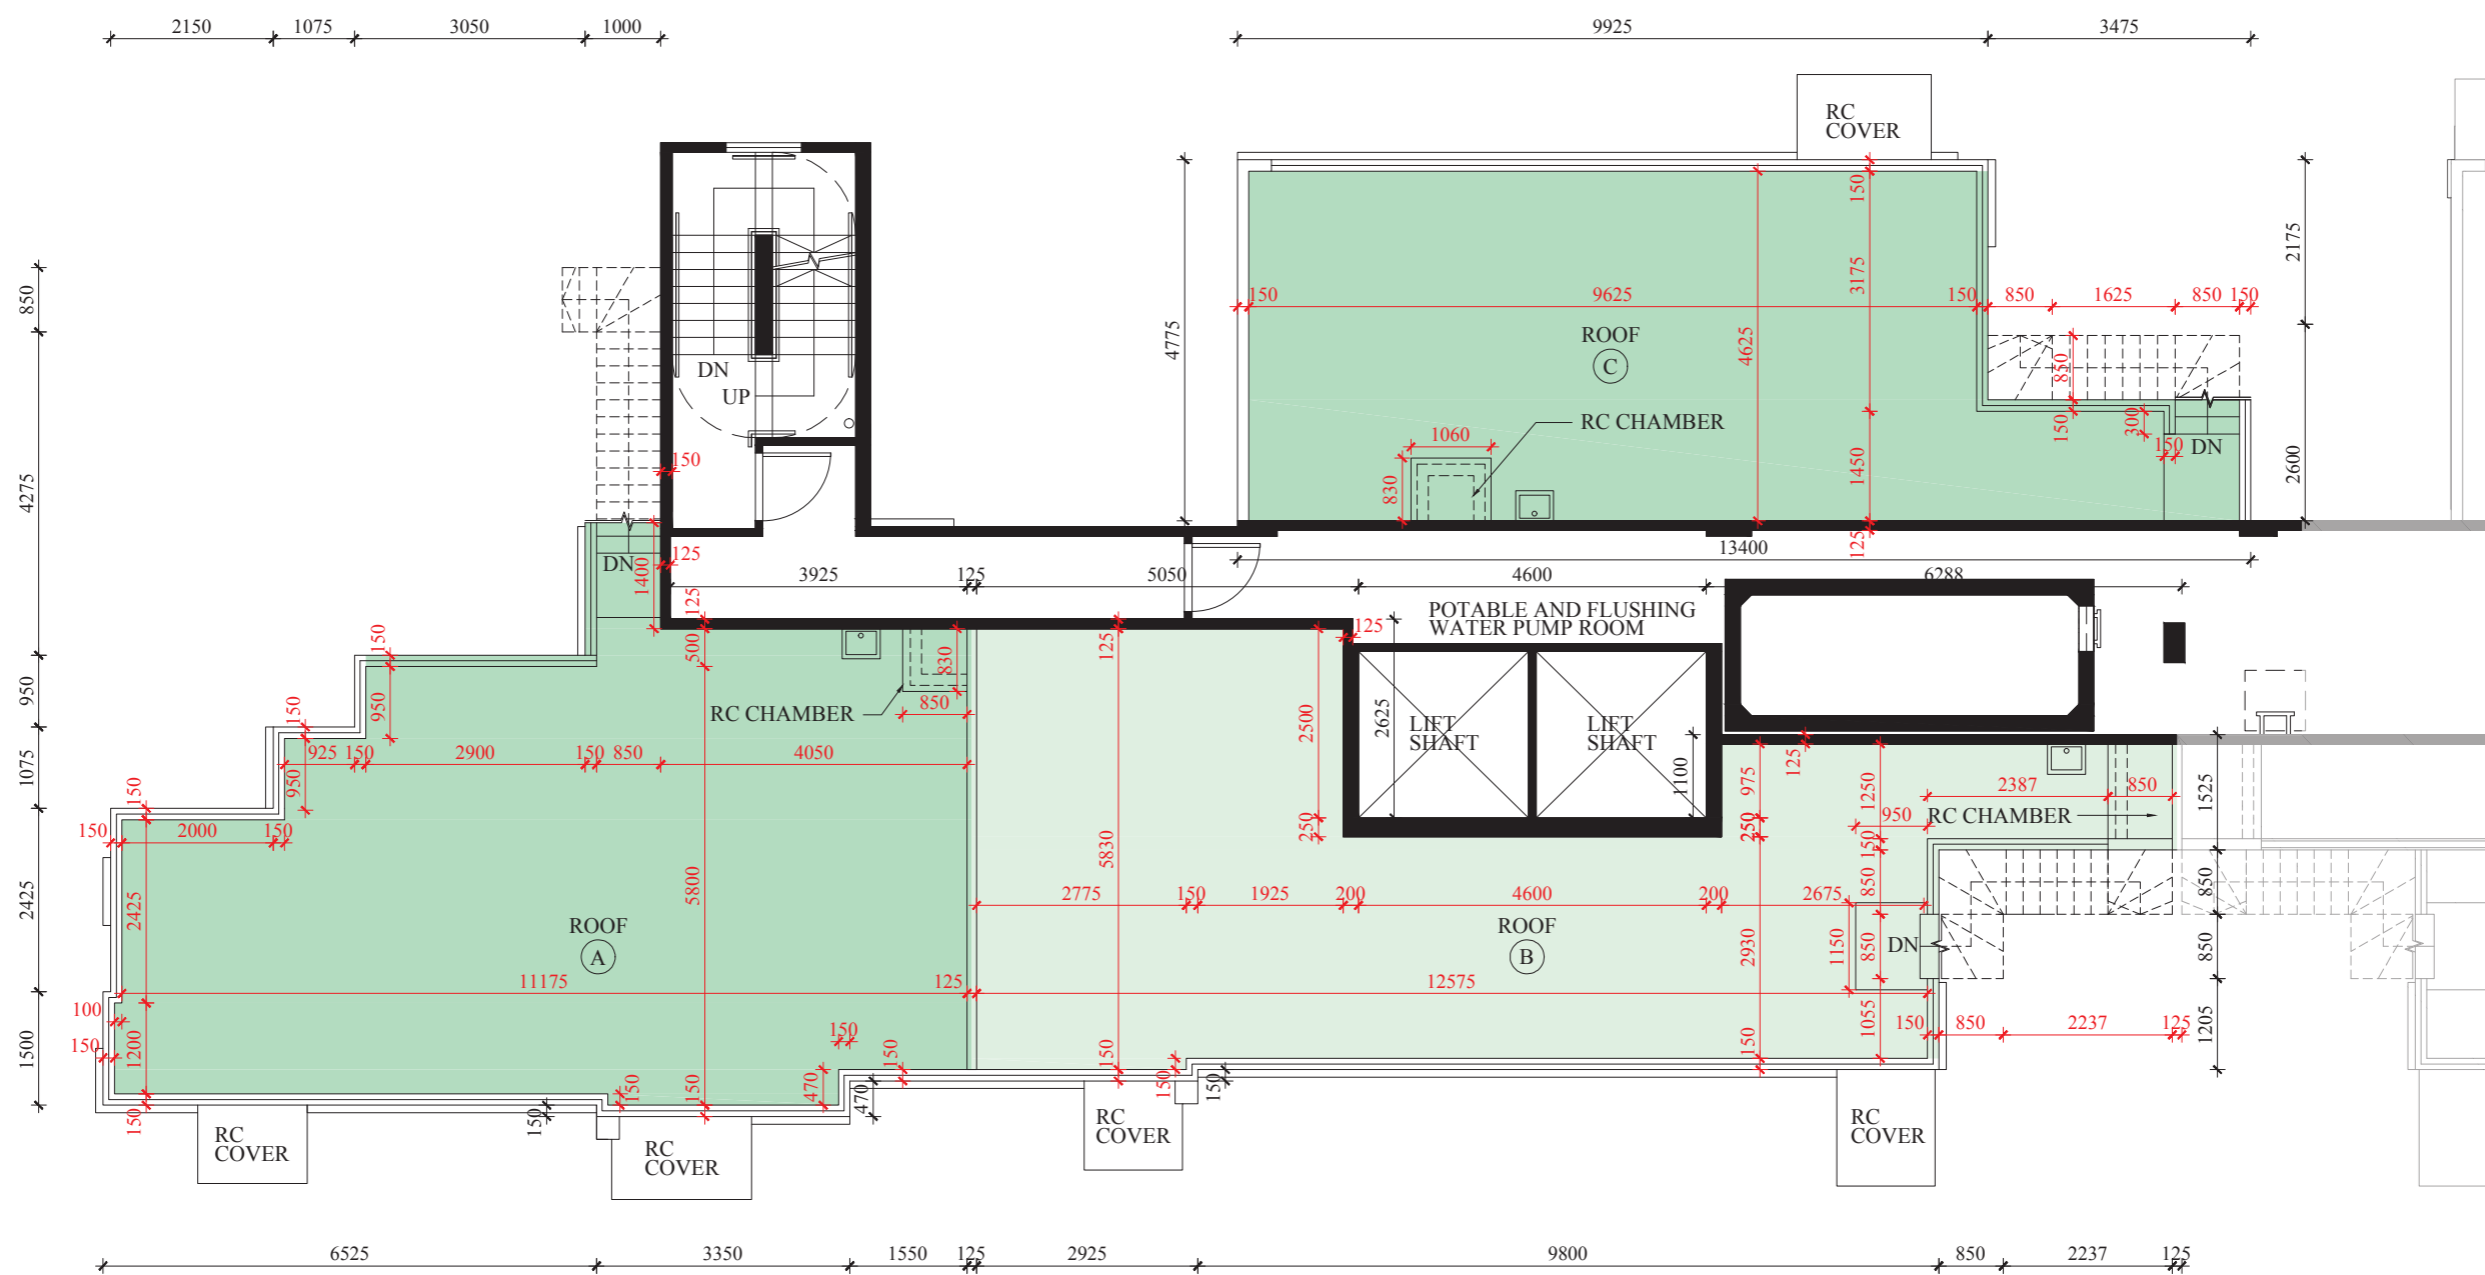 2150 1075 3050 1000 9925 3475
RC
COVER
150
4775
3175
2175
850
150 9625 150 850 1625 850 150
ROOF
C
4625
850
DN
UP
4275
1060
RC CHAMBER
150
300
150
DN
150
830
1450
2600
125
13400
DN
1400
125
3925 125 5050 4600 6288
125
POTABLE AND FLUSHING
WATER PUMP ROOM
150
500
125
125
830
950
950
150
850
RC CHAMBER
2625
2500
LIFT
SHAFT
LIFT
SHAFT
1100
125
975
1250
925 150 2900 150 850 4050
1075
950
150
2387 850
1525
950
RC CHAMBER
150 2000 150
250
250
150
5830
5800
2425
2425
2775 150 1925 200 4600 200 2675
850
850
ROOF
A
ROOF
B
1150
2930
850
DN
850
11175 125 12575
100
150
1500
1200
150
150
150
150
1055
150 850 2237 125
1205
150
470
150
470
150
150
150
150
RC
COVER
RC
COVER
RC
COVER
RC
COVER
6525 3350 1550 125 2925 9800 850 2237 125